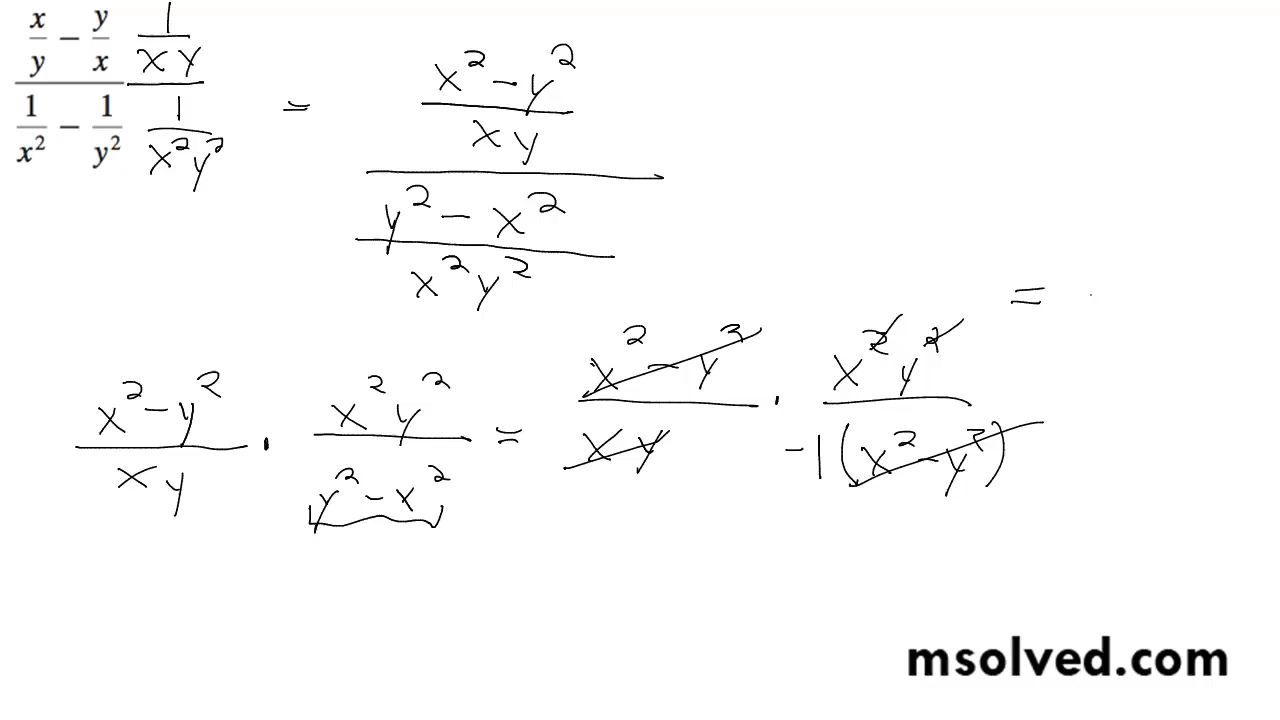 x/y − y/x 1/xy
1/x² − 1/y² 1/x²y²
= x² − y² / xy
y² − x² / x²y²
x² − y² / xy · x²y² / y² − x² = x² − y² / xy · x²y² / −1(x² − y²) =
msolved.com